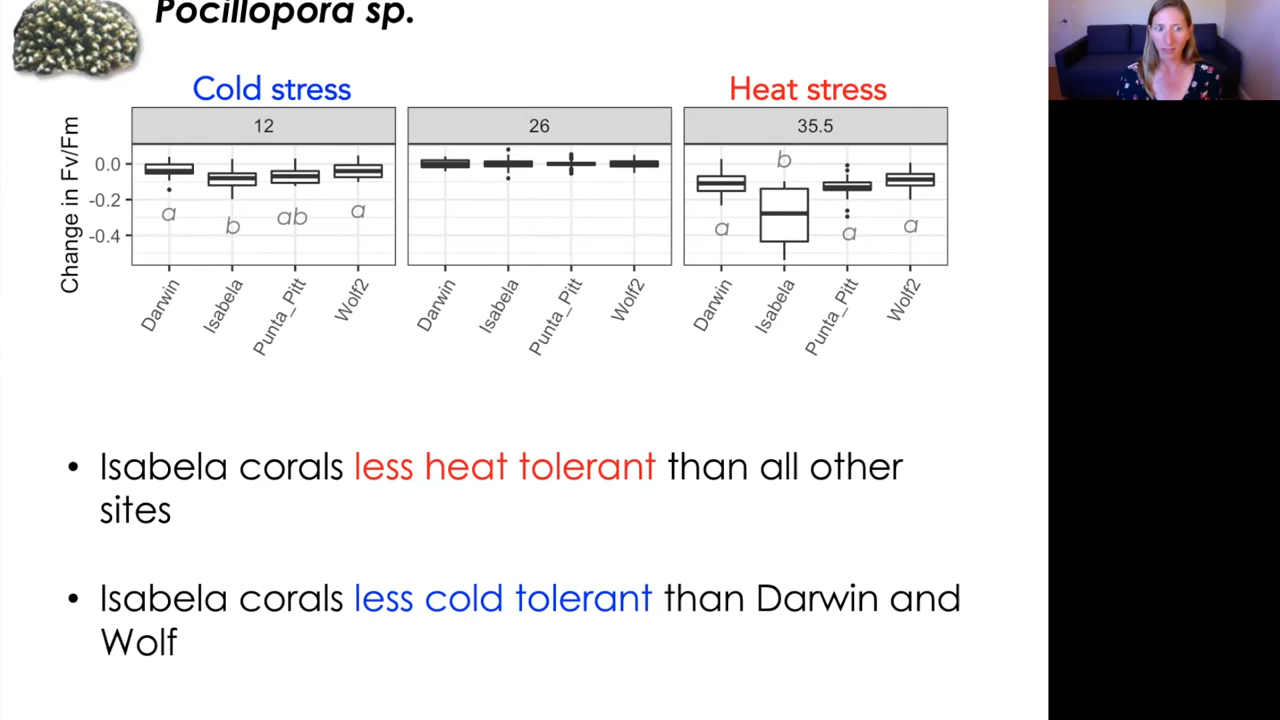 Pocillopora sp.
Cold stress
Heat stress
12
26
35.5
Change in Fv/Fm
0.0
-0.2
-0.4
a
b
ab
a
a
b
a
a
Darwin
Isabela
Punta_Pitt
Wolf2
Darwin
Isabela
Punta_Pitt
Wolf2
Darwin
Isabela
Punta_Pitt
Wolf2
• Isabela corals less heat tolerant than all other
sites
• Isabela corals less cold tolerant than Darwin and
Wolf